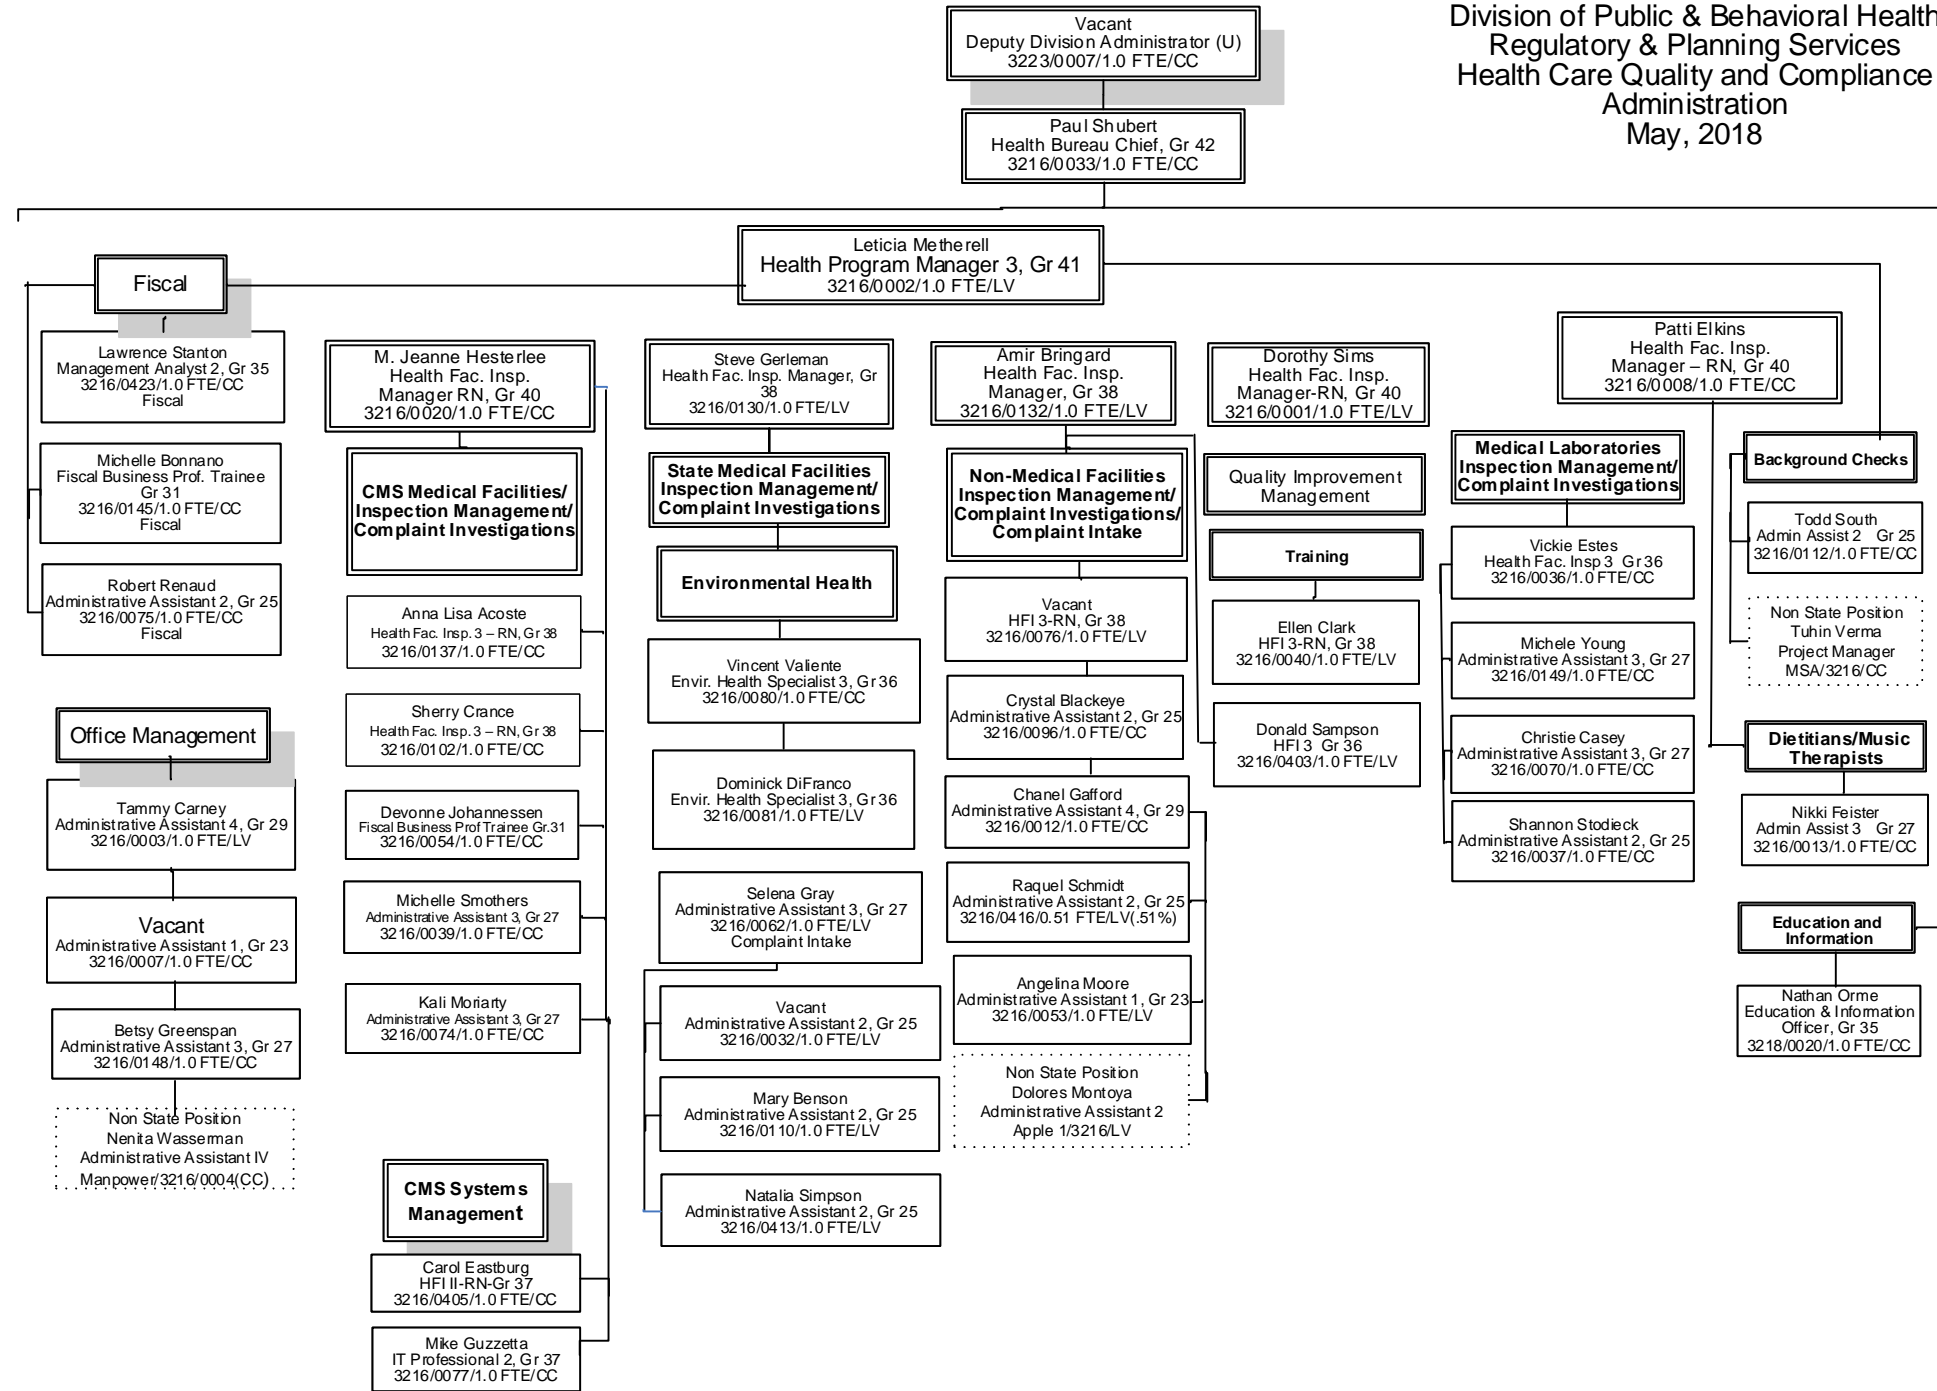 Division of Public & Behavioral Health
Regulatory & Planning Services
Health Care Quality and Compliance
Administration
May, 2018
Vacant
Deputy Division Administrator (U)
3223/0007/1.0 FTE/CC
Paul Shubert
Health Bureau Chief, Gr 42
3216/0033/1.0 FTE/CC
Leticia Metherell
Health Program Manager 3, Gr 41
3216/0002/1.0 FTE/LV
Fiscal
Lawrence Stanton
Management Analyst 2, Gr 35
3216/0423/1.0 FTE/CC
Fiscal
Michelle Bonnano
Fiscal Business Prof. Trainee
Gr 31
3216/0145/1.0 FTE/CC
Fiscal
Robert Renaud
Administrative Assistant 2, Gr 25
3216/0075/1.0 FTE/CC
Fiscal
Office Management
Tammy Carney
Administrative Assistant 4, Gr 29
3216/0003/1.0 FTE/LV
Vacant
Administrative Assistant 1, Gr 23
3216/0007/1.0 FTE/CC
Betsy Greenspan
Administrative Assistant 3, Gr 27
3216/0148/1.0 FTE/CC
Non State Position
Nenita Wasserman
Administrative Assistant IV
Manpower/3216/0004(CC)
M. Jeanne Hesterlee
Health Fac. Insp.
Manager RN, Gr 40
3216/0020/1.0 FTE/CC
CMS Medical Facilities/
Inspection Management/
Complaint Investigations
Anna Lisa Acoste
Health Fac. Insp. 3 – RN, Gr 38
3216/0137/1.0 FTE/CC
Sherry Crance
Health Fac. Insp. 3 – RN, Gr 38
3216/0102/1.0 FTE/CC
Devonne Johannessen
Fiscal Business Prof Trainee Gr.31
3216/0054/1.0 FTE/CC
Michelle Smothers
Administrative Assistant 3, Gr 27
3216/0039/1.0 FTE/CC
Kali Moriarty
Administrative Assistant 3, Gr 27
3216/0074/1.0 FTE/CC
CMS Systems
Management
Carol Eastburg
HFI II-RN-Gr 37
3216/0405/1.0 FTE/CC
Mike Guzzetta
IT Professional 2, Gr 37
3216/0077/1.0 FTE/CC
Steve Gerleman
Health Fac. Insp. Manager, Gr
38
3216/0130/1.0 FTE/LV
State Medical Facilities
Inspection Management/
Complaint Investigations
Environmental Health
Vincent Valiente
Envir. Health Specialist 3, Gr 36
3216/0080/1.0 FTE/CC
Dominick DiFranco
Envir. Health Specialist 3, Gr 36
3216/0081/1.0 FTE/LV
Selena Gray
Administrative Assistant 3, Gr 27
3216/0062/1.0 FTE/LV
Complaint Intake
Vacant
Administrative Assistant 2, Gr 25
3216/0032/1.0 FTE/LV
Mary Benson
Administrative Assistant 2, Gr 25
3216/0110/1.0 FTE/LV
Natalia Simpson
Administrative Assistant 2, Gr 25
3216/0413/1.0 FTE/LV
Amir Bringard
Health Fac. Insp.
Manager, Gr 38
3216/0132/1.0 FTE/LV
Non-Medical Facilities
Inspection Management/
Complaint Investigations/
Complaint Intake
Vacant
HFI 3-RN, Gr 38
3216/0076/1.0 FTE/LV
Crystal Blackeye
Administrative Assistant 2, Gr 25
3216/0096/1.0 FTE/CC
Chanel Gafford
Administrative Assistant 4, Gr 29
3216/0012/1.0 FTE/CC
Raquel Schmidt
Administrative Assistant 2, Gr 25
3216/0416/0.51 FTE/LV(.51%)
Angelina Moore
Administrative Assistant 1, Gr 23
3216/0053/1.0 FTE/LV
Non State Position
Dolores Montoya
Administrative Assistant 2
Apple 1/3216/LV
Dorothy Sims
Health Fac. Insp.
Manager-RN, Gr 40
3216/0001/1.0 FTE/LV
Quality Improvement
Management
Training
Ellen Clark
HFI 3-RN, Gr 38
3216/0040/1.0 FTE/LV
Donald Sampson
HFI 3 Gr 36
3216/0403/1.0 FTE/LV
Patti Elkins
Health Fac. Insp.
Manager – RN, Gr 40
3216/0008/1.0 FTE/CC
Medical Laboratories
Inspection Management/
Complaint Investigations
Vickie Estes
Health Fac. Insp 3 Gr 36
3216/0036/1.0 FTE/CC
Michele Young
Administrative Assistant 3, Gr 27
3216/0149/1.0 FTE/CC
Christie Casey
Administrative Assistant 3, Gr 27
3216/0070/1.0 FTE/CC
Shannon Stodieck
Administrative Assistant 2, Gr 25
3216/0037/1.0 FTE/CC
Background Checks
Todd South
Admin Assist 2 Gr 25
3216/0112/1.0 FTE/CC
Non State Position
Tuhin Verma
Project Manager
MSA/3216/CC
Dietitians/Music
Therapists
Nikki Feister
Admin Assist 3 Gr 27
3216/0013/1.0 FTE/CC
Education and
Information
Nathan Orme
Education & Information
Officer, Gr 35
3218/0020/1.0 FTE/CC